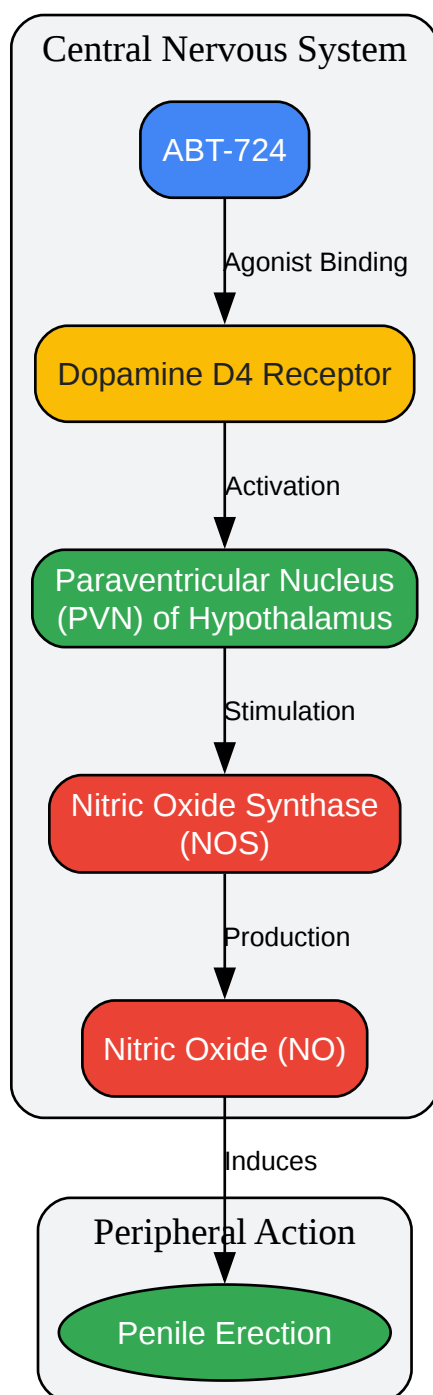 Central Nervous System
ABT-724
Agonist Binding
Dopamine D4 Receptor
Activation
Paraventricular Nucleus
(PVN) of Hypothalamus
Stimulation
Nitric Oxide Synthase
(NOS)
Production
Nitric Oxide (NO)
Induces
Peripheral Action
Penile Erection